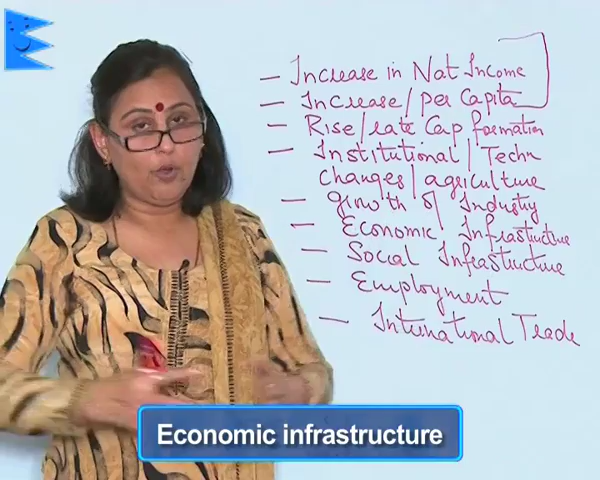 — Increase in Nat Income
— Increase / per Capita
— Rise / rate Cap formation
— Institutional / Techn
changes / agriculture
— Growth of Industry
— Economic Infrastructure
— Social Infrastructure
— Employment
— International Trade
Economic infrastructure